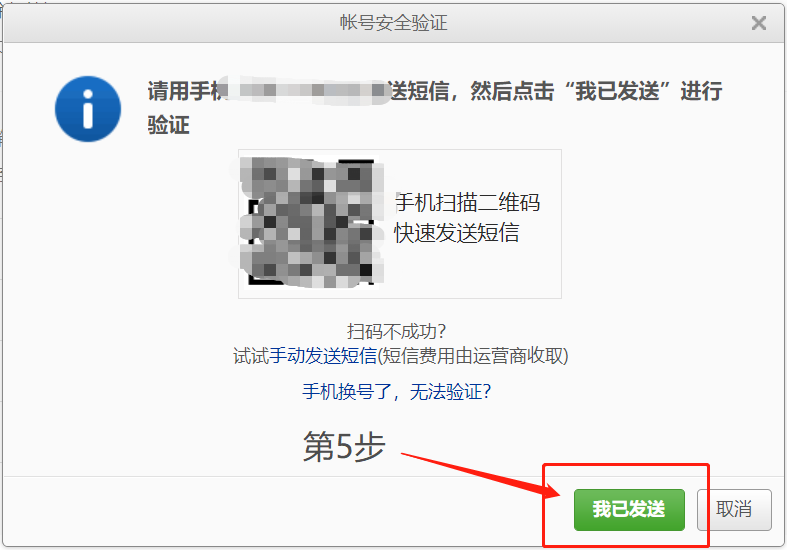 帐号安全验证
请用手机 送短信，然后点击“我已发送”进行
验证
手机扫描二维码
快速发送短信
扫码不成功？
试试手动发送短信(短信费用由运营商收取)
手机换号了，无法验证？
第5步
我已发送 取消